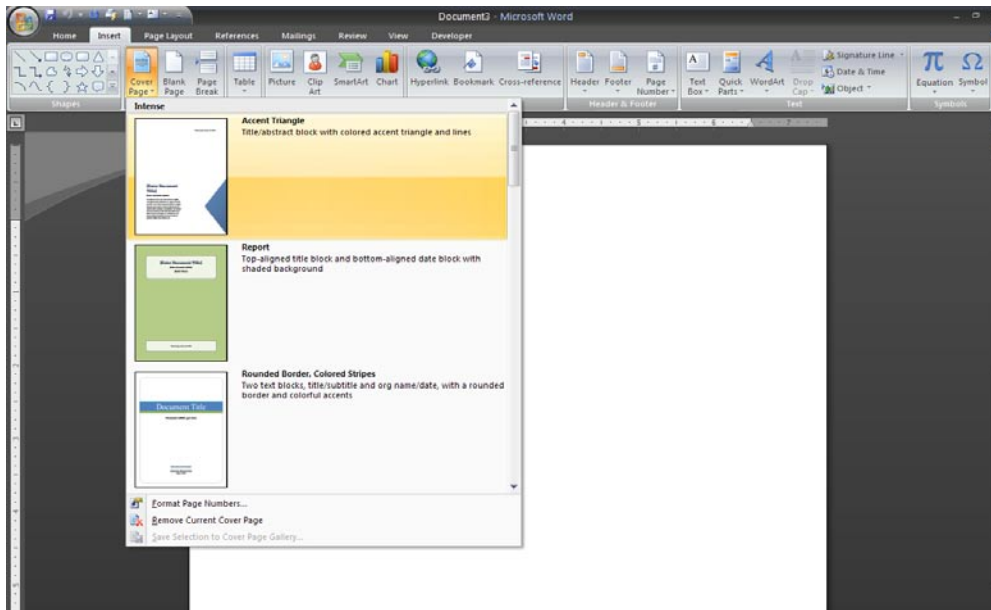 Document3 - Microsoft Word
Home Insert Page Layout References Mailings Review View Developer
Cover Page Blank Page Page Break Table Picture Clip Art SmartArt Chart Hyperlink Bookmark Cross-reference Header Footer Page Number Text Box Quick Parts WordArt Drop Cap Signature Line Date & Time Object Equation Symbol
Shapes Header & Footer Text Symbols
Intense
Accent Triangle
Title/abstract block with colored accent triangle and lines
Report
Top-aligned title block and bottom-aligned date block with
shaded background
Rounded Border, Colored Stripes
Two text blocks, title/subtitle and org name/date, with a rounded
border and colorful accents
Document Title
Format Page Numbers...
Remove Current Cover Page
Save Selection to Cover Page Gallery...
4 5 6 7